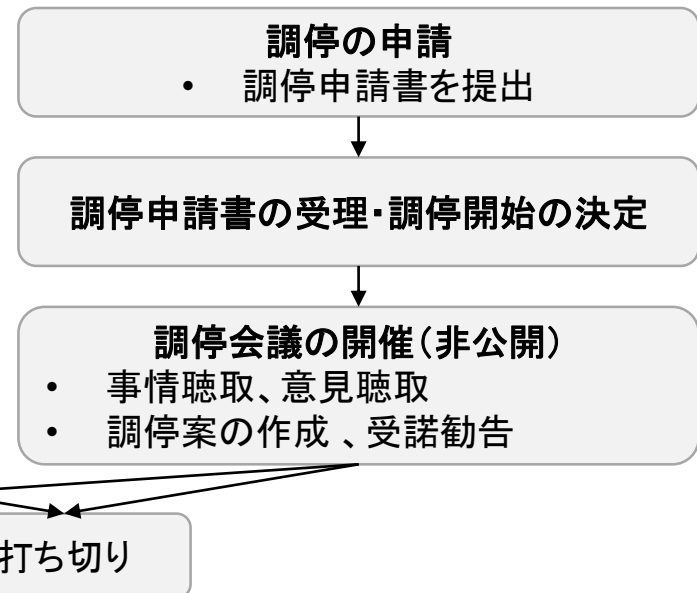 調停の申請
• 調停申請書を提出
調停申請書の受理・調停開始の決定
調停会議の開催（非公開）
• 事情聴取、意見聴取
• 調停案の作成 、受諾勧告
打ち切り